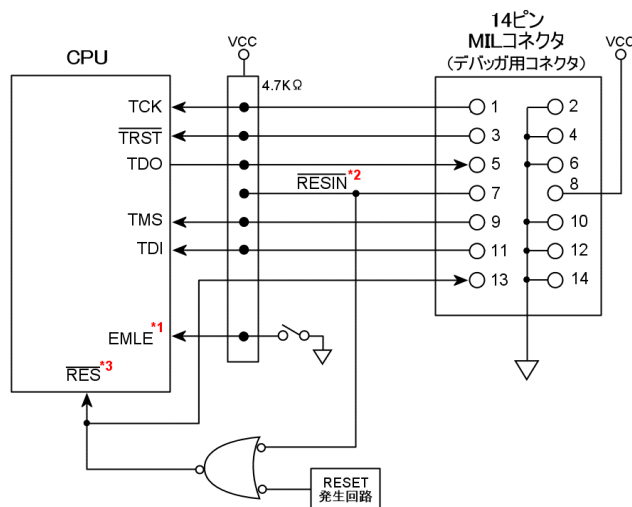 14ピン
MILコネクタ
(デバッガ用コネクタ)
VCC
VCC
CPU
4.7KΩ
TCK
1
2
TRST
3
4
TDO
5
6
RESIN*2
7
8
TMS
9
10
TDI
11
12
13
14
EMLE*1
RES*3
RESET
発生回路